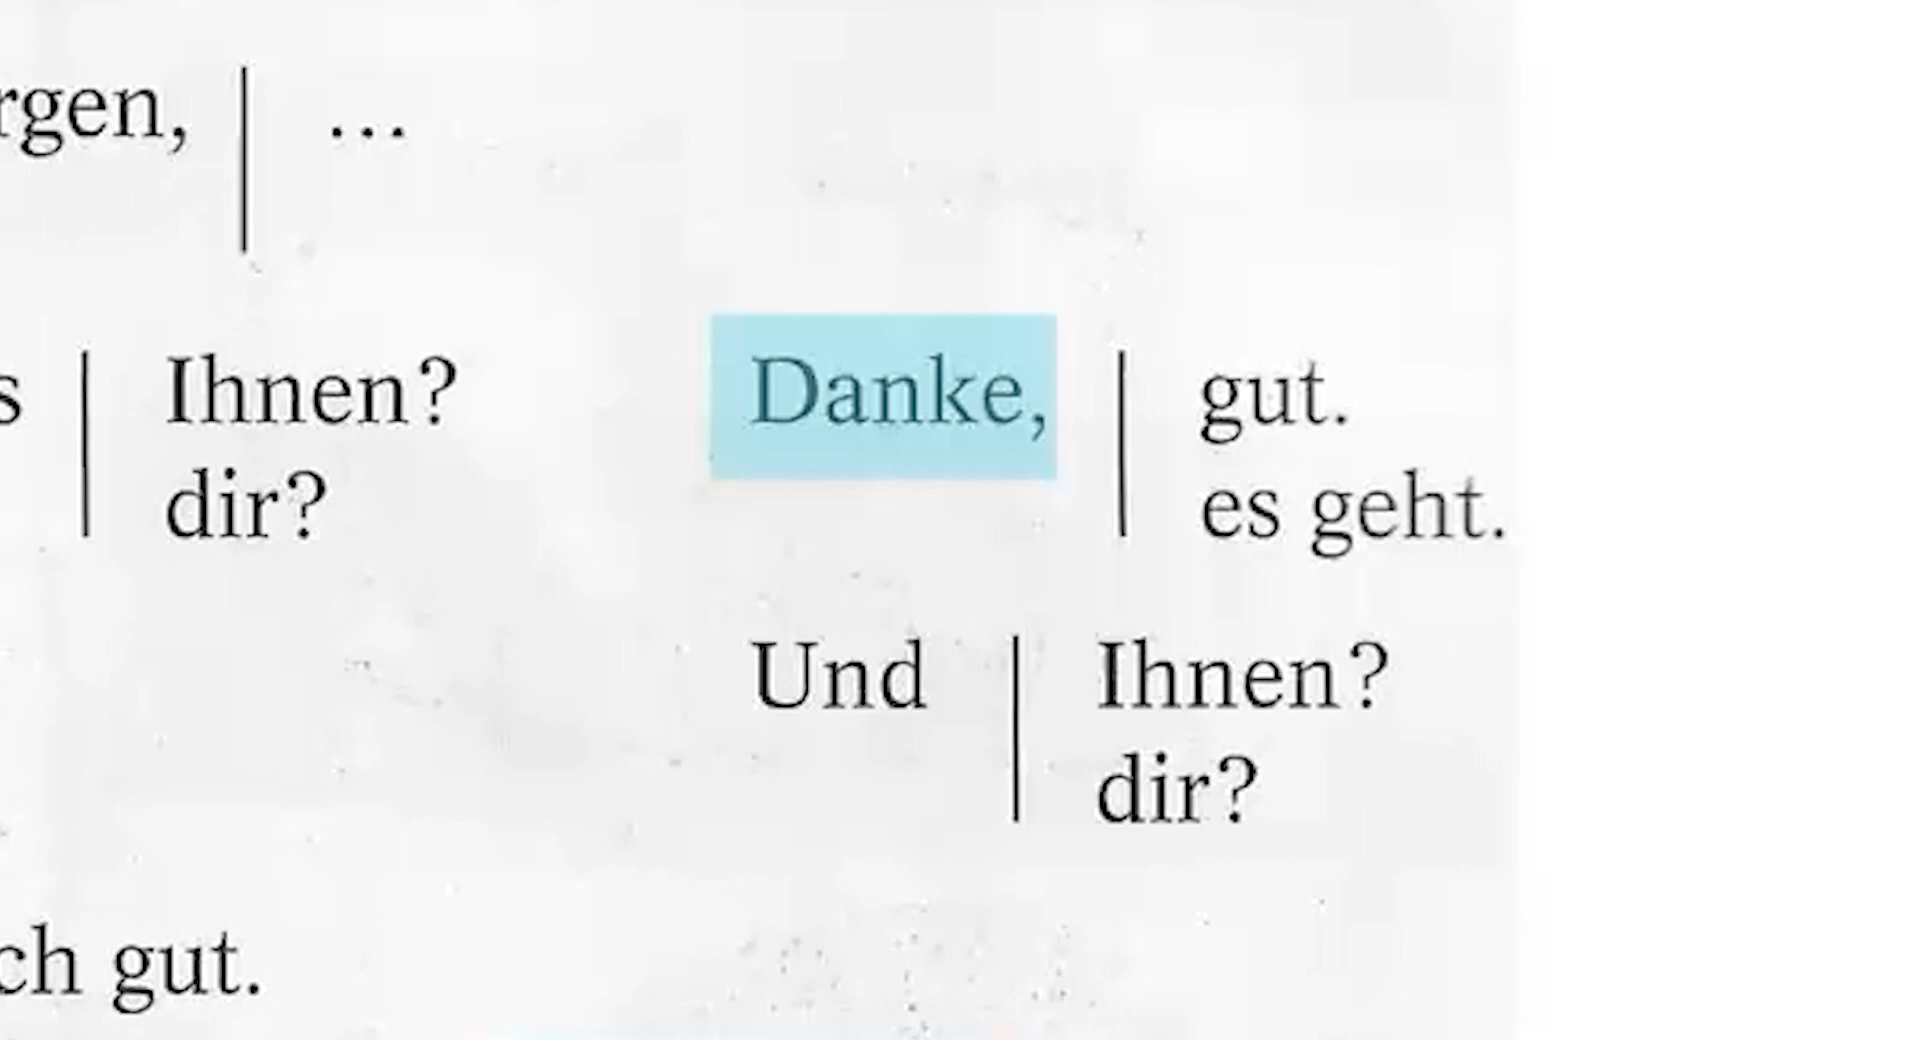 rgen, | ...
s | Ihnen? Danke, | gut.
dir? es geht.
Und | Ihnen?
dir?
ch gut.